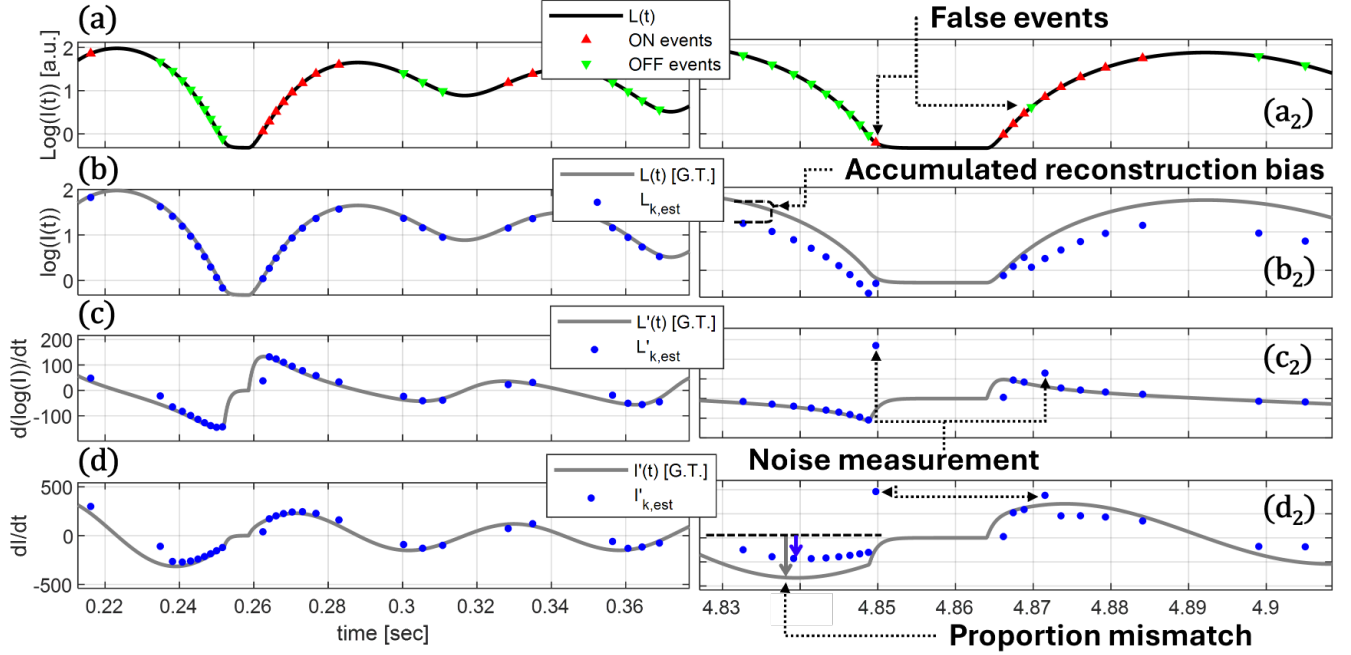 (a)
Log(I(t)) [a.u.]
2
1
0
L(t)
ON events
OFF events
False events
(a₂)
(b)
log(I(t))
2
1
0
L(t) [G.T.]
Lk,est
Accumulated reconstruction bias
(b₂)
(c)
d(log(I))/dt
200
100
0
-100
L'(t) [G.T.]
L'k,est
(c₂)
Noise measurement
(d)
dI/dt
500
0
-500
I'(t) [G.T.]
I'k,est
(d₂)
0.22 0.24 0.26 0.28 0.3 0.32 0.34 0.36
time [sec]
4.83 4.85 4.86 4.87 4.88 4.89 4.9
Proportion mismatch